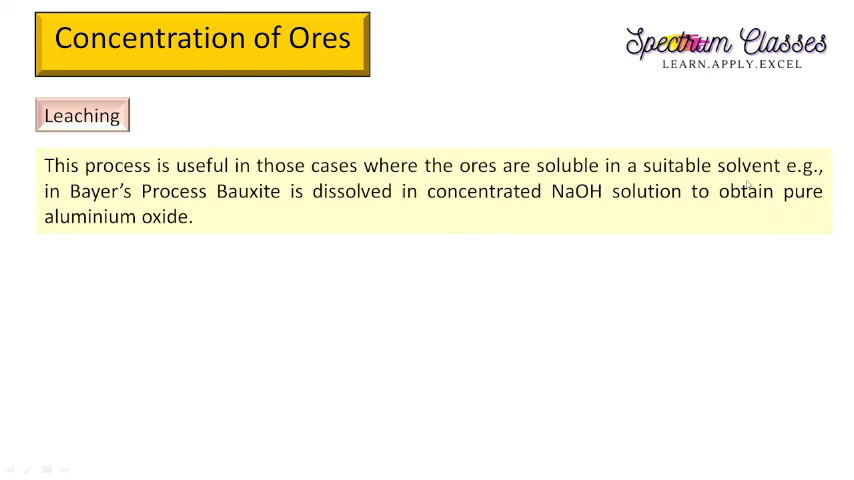 Concentration of Ores
Spectrum Classes
LEARN.APPLY.EXCEL
Leaching
This process is useful in those cases where the ores are soluble in a suitable solvent e.g.,
in Bayer's Process Bauxite is dissolved in concentrated NaOH solution to obtain pure
aluminium oxide.